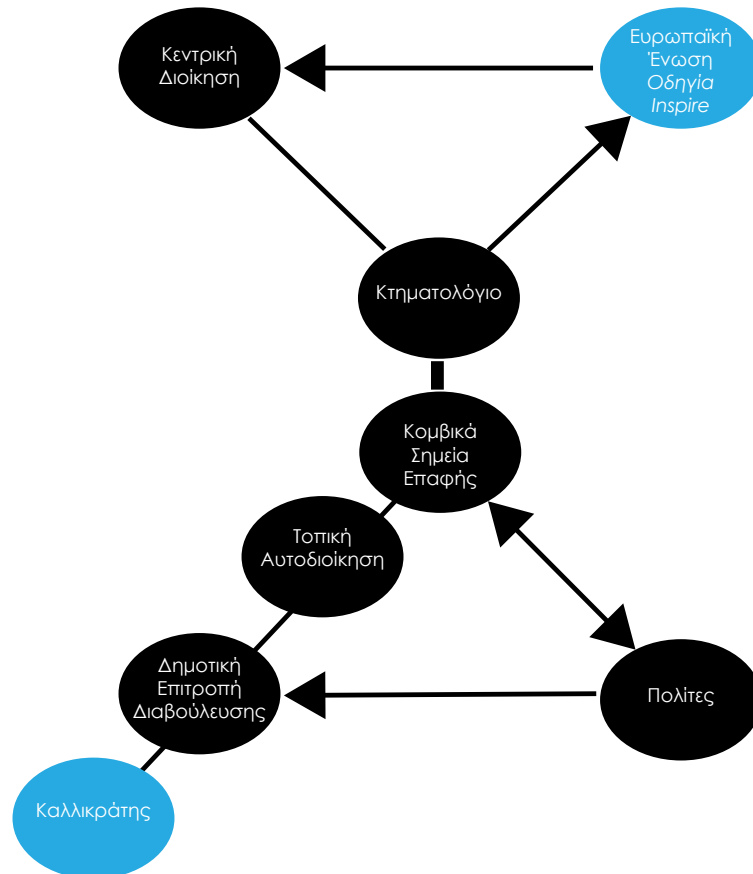 Κεντρική
Διοίκηση
Ευρωπαϊκή
Ένωση
Οδηγία
Inspire
Κτηματολόγιο
Κομβικά
Σημεία
Επαφής
Τοπική
Αυτοδιοίκηση
Δημοτική
Επιτροπή
Διαβούλευσης
Πολίτες
Καλλικράτης